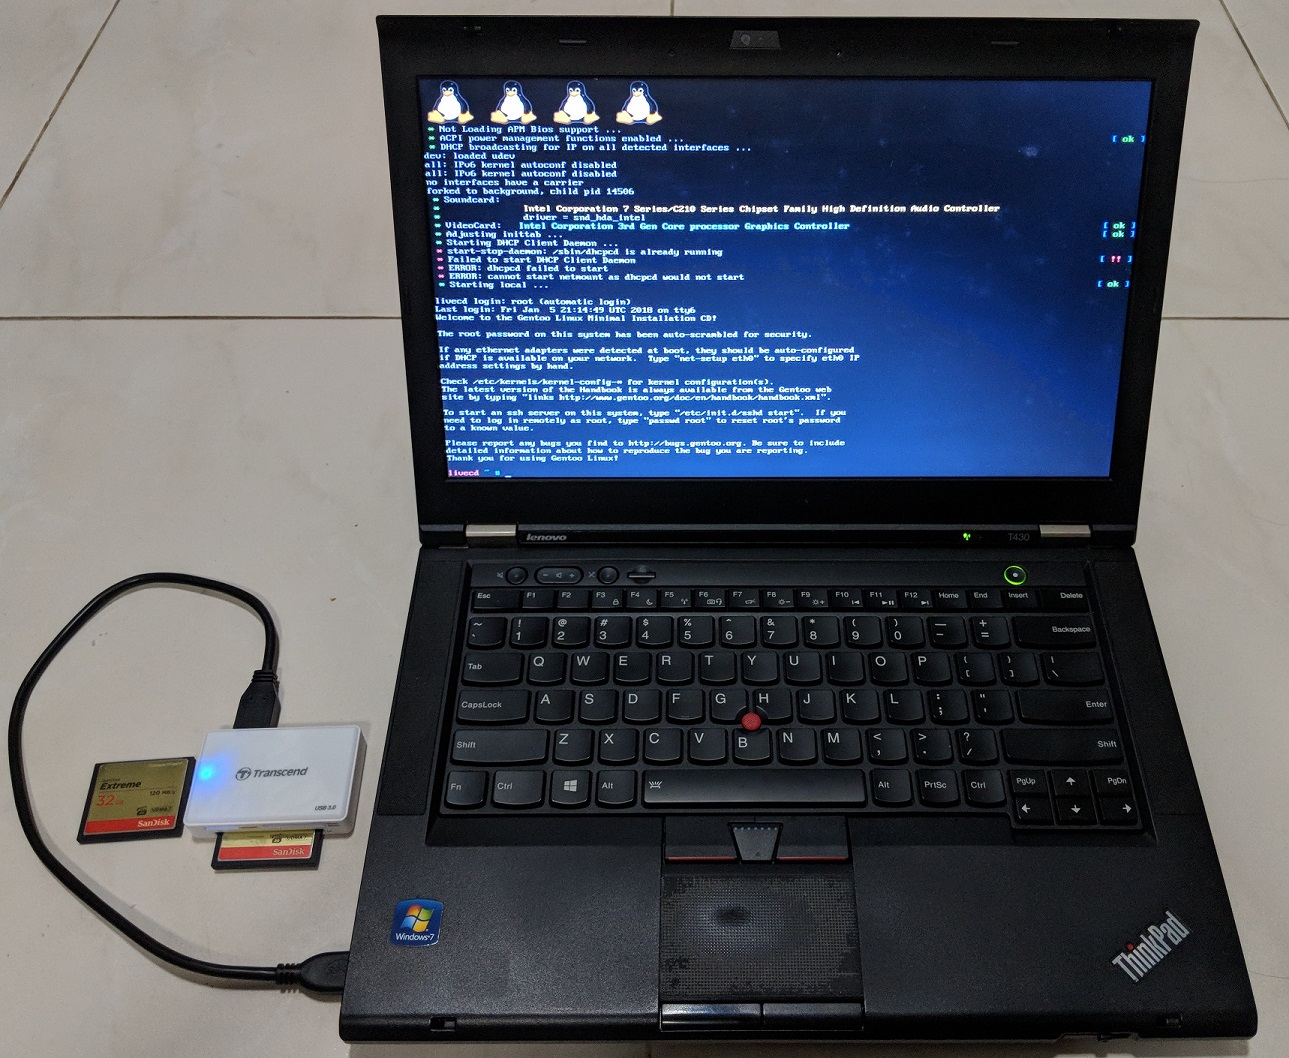 * Not Loading APM Bios support ...
* ACPI power management functions enabled ... [ ok ]
* DHCP broadcasting for IP on all detected interfaces ...
dev: loaded udev
all: IPv6 kernel autoconf disabled
all: IPv6 kernel autoconf disabled
no interfaces have a carrier
forked to background, child pid 14506
* Soundcard:
* Intel Corporation 7 Series/C210 Series Chipset Family High Definition Audio Controller
* driver = snd_hda_intel
* VideoCard: Intel Corporation 3rd Gen Core processor Graphics Controller [ ok ]
* Adjusting inittab ... [ ok ]
* Starting DHCP Client Daemon ...
* start-stop-daemon: /sbin/dhcpcd is already running
* Failed to start DHCP Client Daemon [ !! ]
* ERROR: dhcpcd failed to start
* ERROR: cannot start netmount as dhcpcd would not start
* Starting local ... [ ok ]
livecd login: root (automatic login)
Last login: Fri Jan 5 21:14:49 UTC 2018 on tty6
Welcome to the Gentoo Linux Minimal Installation CD!
The root password on this system has been auto-scrambled for security.
If any ethernet adapters were detected at boot, they should be auto-configured
if DHCP is available on your network. Type "net-setup eth0" to specify eth0 IP
address settings by hand.
Check /etc/kernels/kernel-config-* for kernel configuration(s).
The latest version of the Handbook is always available from the Gentoo web
site by typing "links http://www.gentoo.org/doc/en/handbook/handbook.xml".
To start an ssh server on this system, type "/etc/init.d/sshd start". If you
need to log in remotely as root, type "passwd root" to reset root's password
to a known value.
Please report any bugs you find to http://bugs.gentoo.org. Be sure to include
detailed information about how to reproduce the bug you are reporting.
Thank you for using Gentoo Linux!
livecd ~ # _
lenovo T430
Esc F1 F2 F3 F4 F5 F6 F7 F8 F9 F10 F11 F12 Home End Insert Delete
~ ! @ # $ % ^ & * ( ) — +
` 1 2 3 4 5 6 7 8 9 0 - = Backspace
Tab Q W E R T Y U I O P { [ } ] | \
CapsLock A S D F G H J K L : ; " ' Enter
Shift Z X C V B N M < , > . ? / Shift
Fn Ctrl Alt Alt PrtSc Ctrl PgUp PgDn
Transcend
USB 3.0
SanDisk
Extreme
120 MB/s
32 GB
SanDisk
SanDisk
Windows 7
ThinkPad